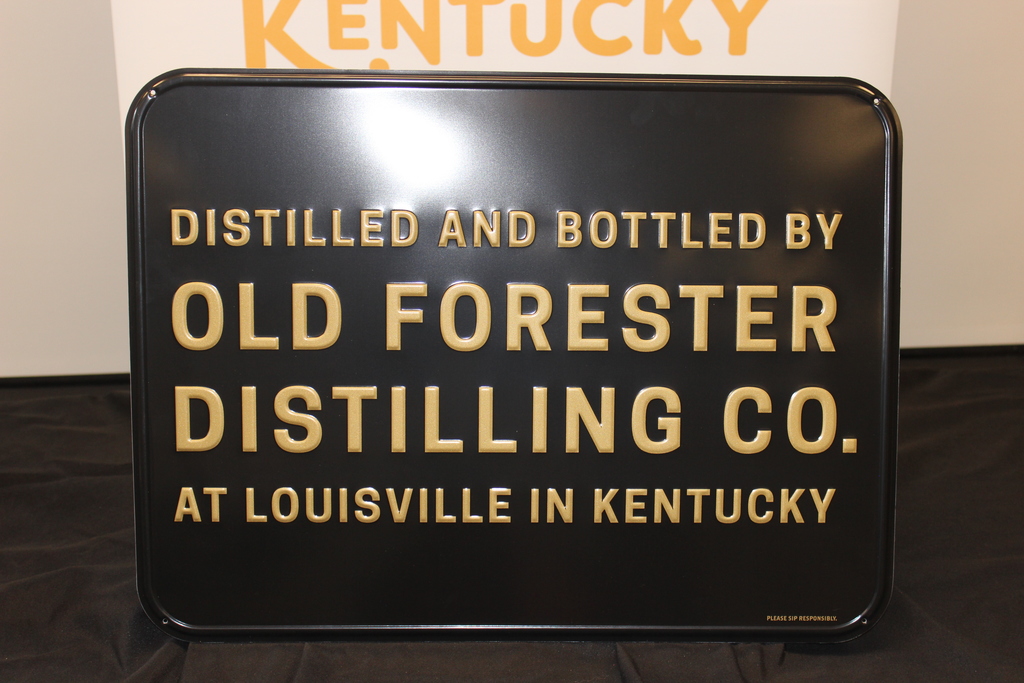 KENTUCKY
DISTILLED AND BOTTLED BY
OLD FORESTER
DISTILLING CO.
AT LOUISVILLE IN KENTUCKY
PLEASE SIP RESPONSIBLY.